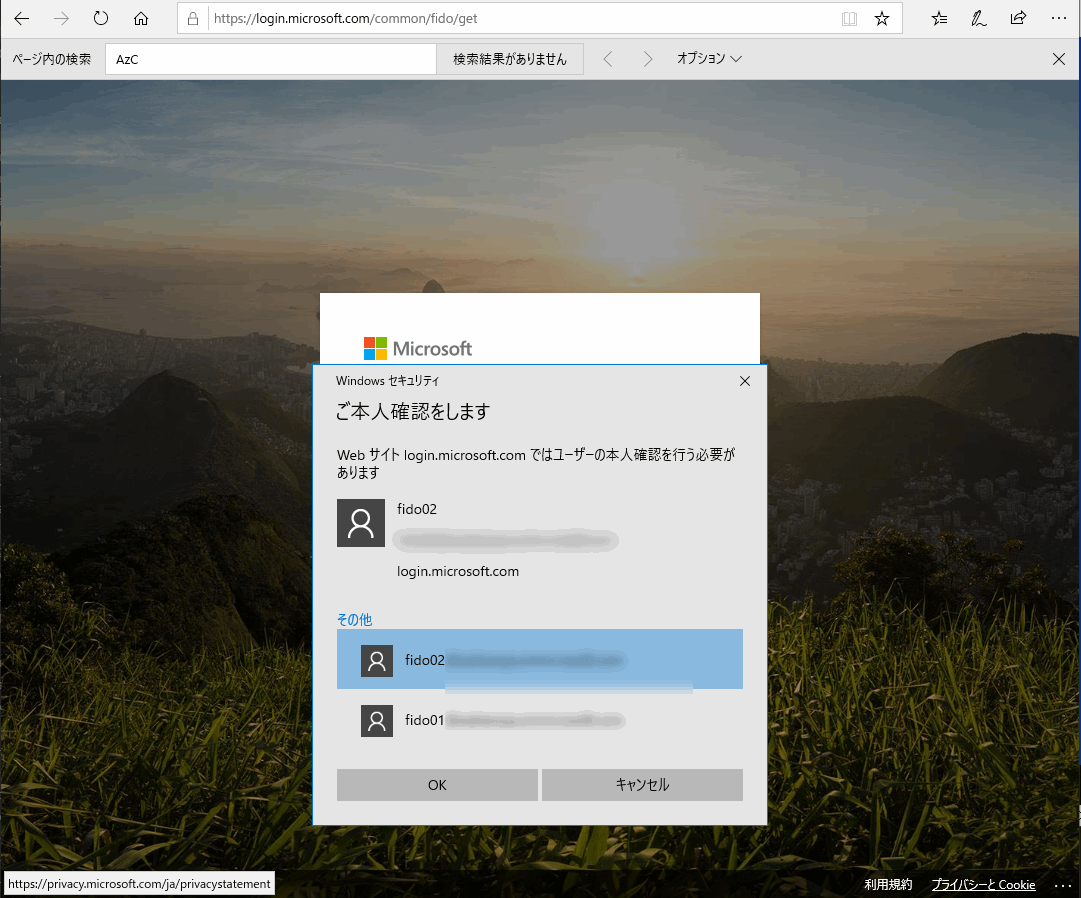 https://login.microsoft.com/common/fido/get
ページ内の検索
AzC
検索結果がありません
オプション
Microsoft
Windows セキュリティ
ご本人確認をします
Web サイト login.microsoft.com ではユーザーの本人確認を行う必要が
あります
fido02
login.microsoft.com
その他
fido02
fido01
OK
キャンセル
https://privacy.microsoft.com/ja/privacystatement
利用規約
プライバシーと Cookie